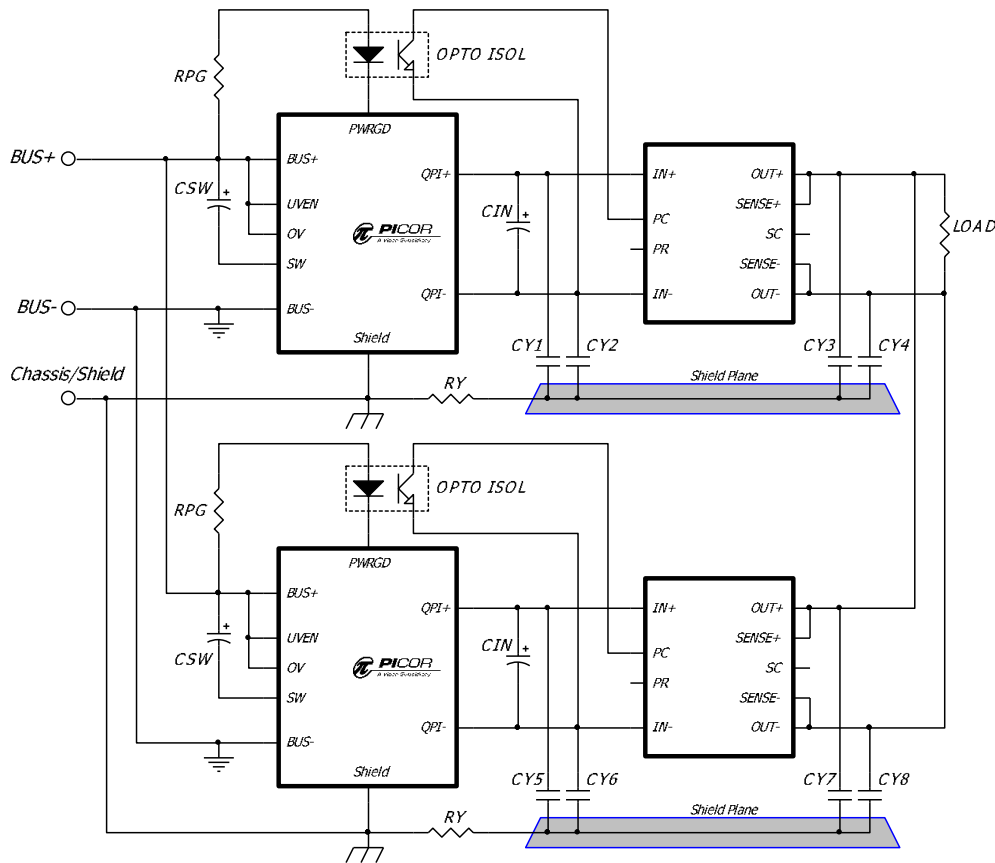 OPTO ISOL
RPG
PWRGD
BUS+
BUS+
QPI+
IN+
OUT+
CSW
+
UVEN
CIN
+
PC
SENSE+
LOAD
OV
π PICOR
A Vicor Subsidiary
PR
SC
SW
SENSE-
BUS-
BUS-
QPI-
IN-
OUT-
Shield
CY1
CY2
CY3
CY4
Chassis/Shield
RY
Shield Plane
OPTO ISOL
RPG
PWRGD
BUS+
QPI+
IN+
OUT+
+
UVEN
CIN
+
PC
SENSE+
CSW
OV
π PICOR
A Vicor Subsidiary
PR
SC
SW
SENSE-
BUS-
QPI-
IN-
OUT-
Shield
CY5
CY6
CY7
CY8
RY
Shield Plane